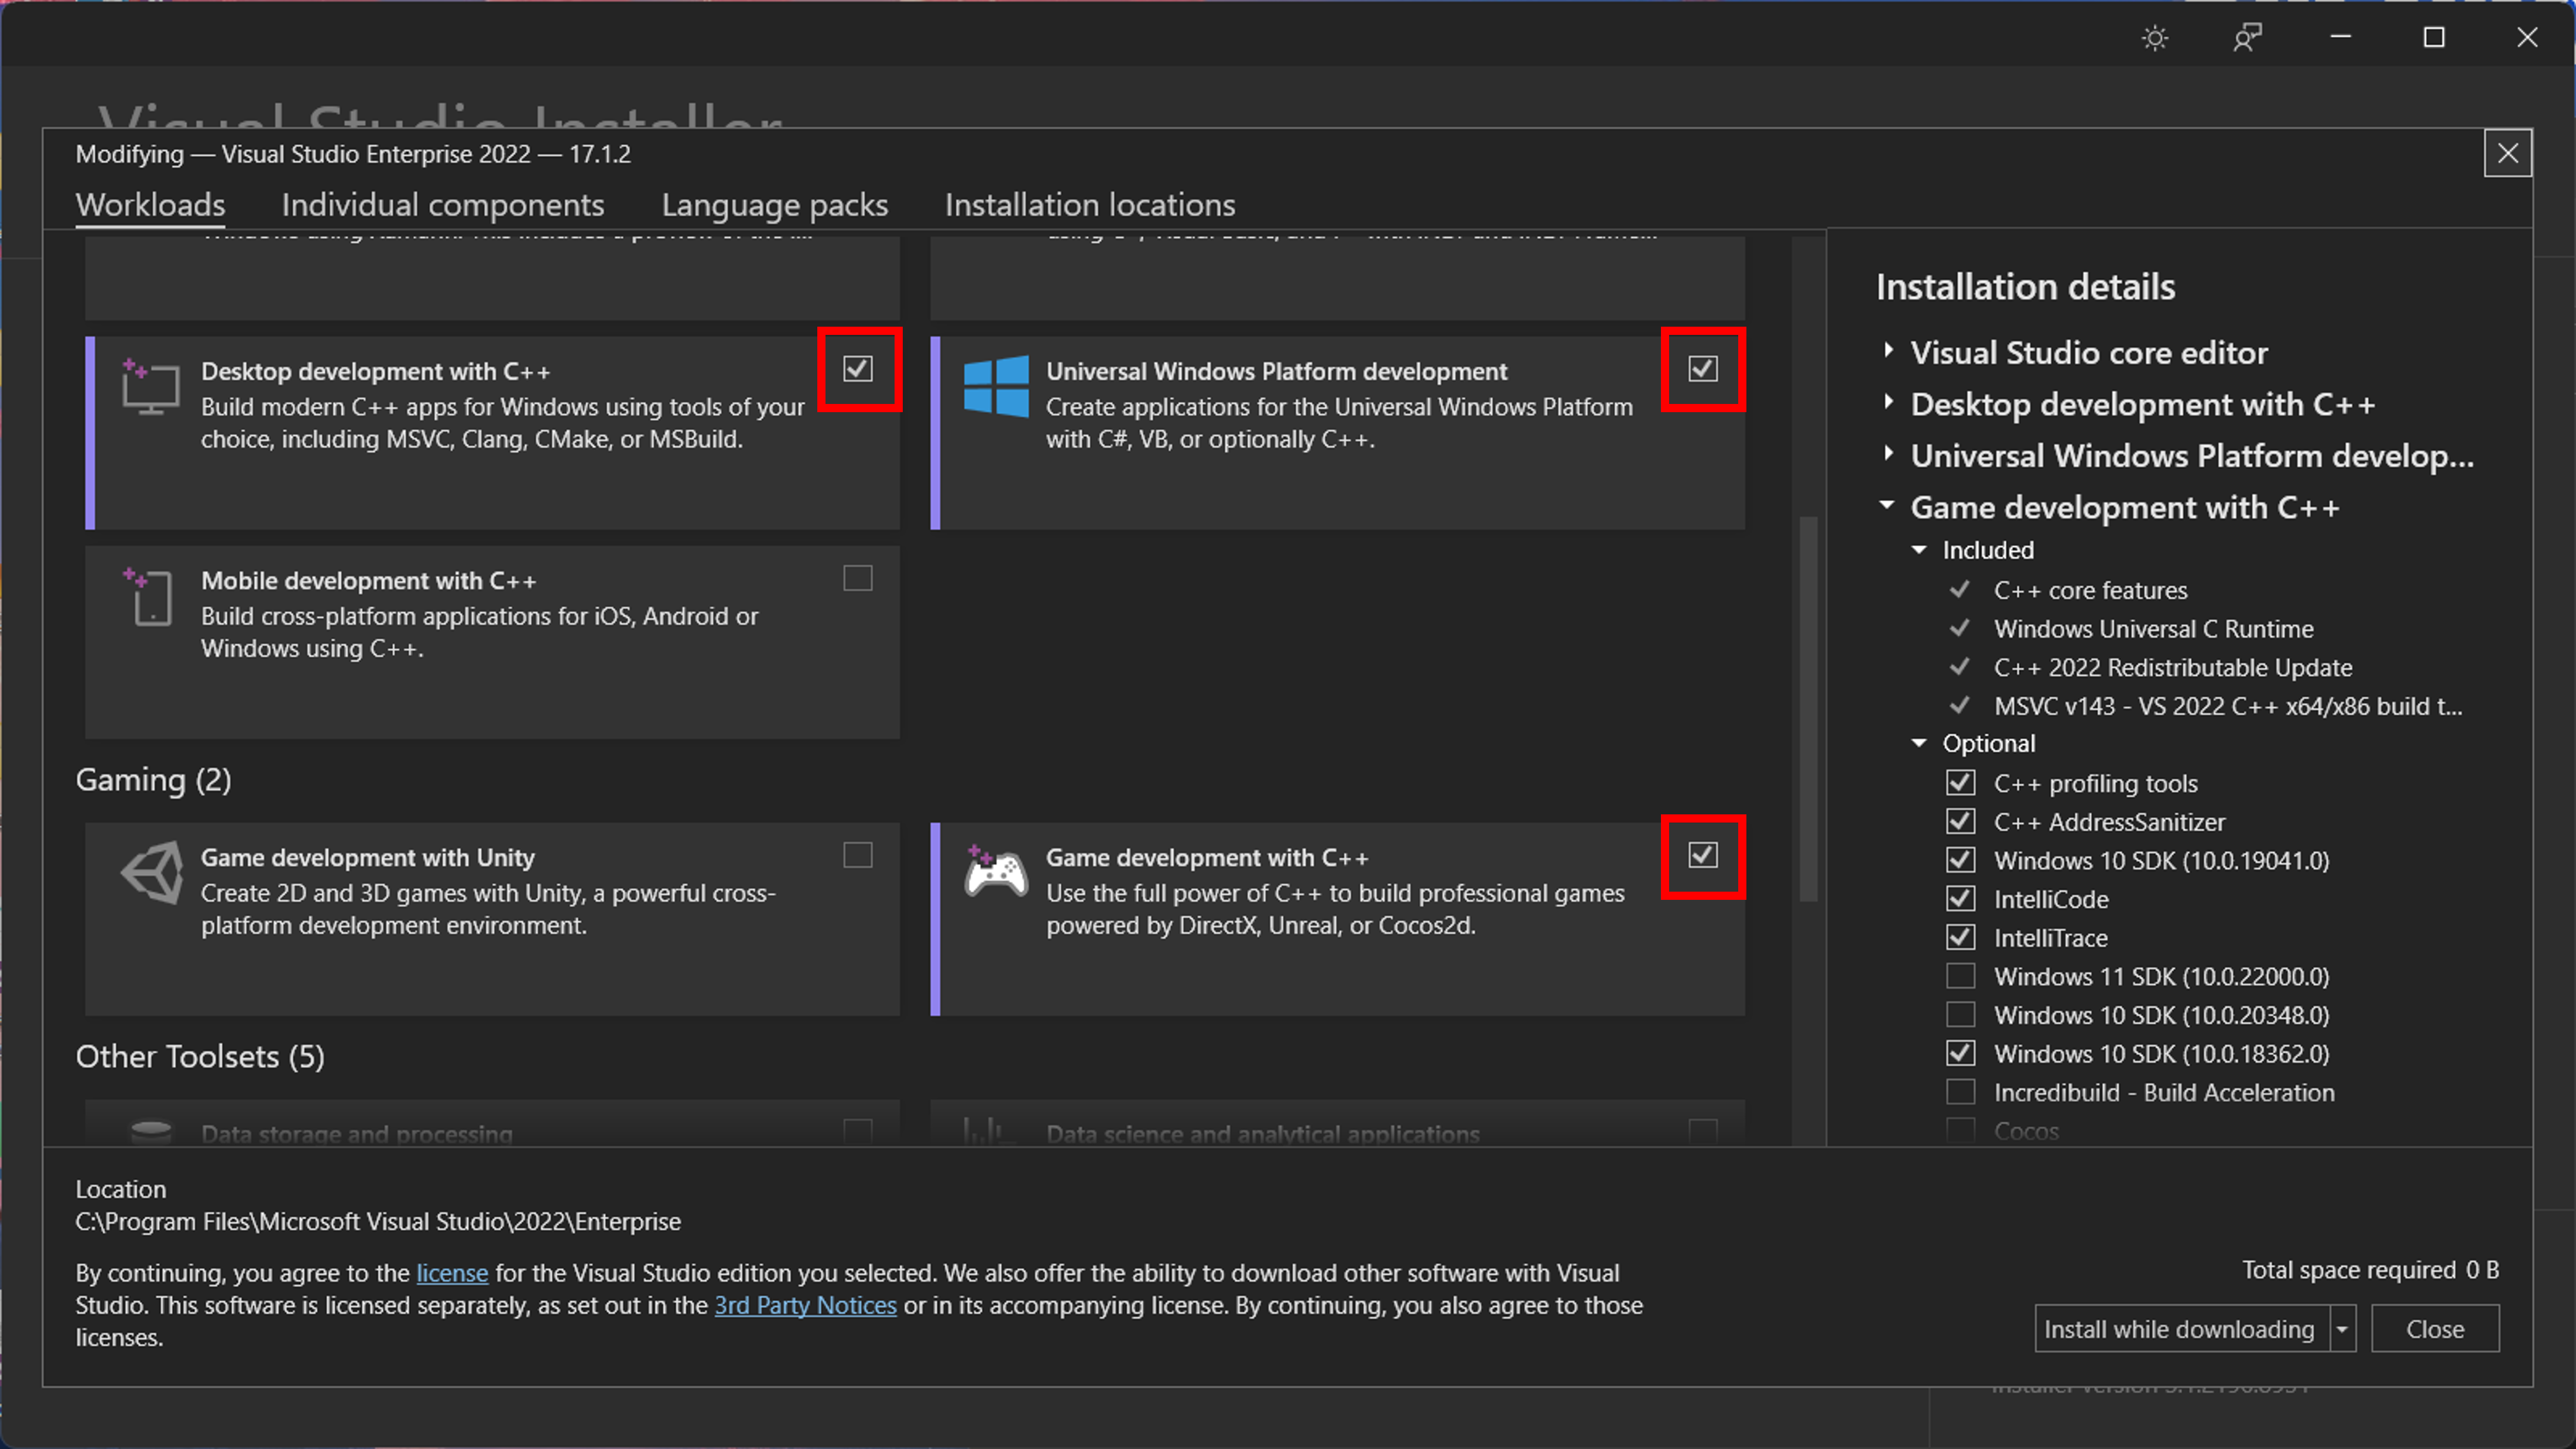 Visual Studio Installer
Modifying — Visual Studio Enterprise 2022 — 17.1.2
Workloads
Individual components
Language packs
Installation locations
Desktop development with C++
Build modern C++ apps for Windows using tools of your
choice, including MSVC, Clang, CMake, or MSBuild.
Universal Windows Platform development
Create applications for the Universal Windows Platform
with C#, VB, or optionally C++.
Mobile development with C++
Build cross-platform applications for iOS, Android or
Windows using C++.
Gaming (2)
Game development with Unity
Create 2D and 3D games with Unity, a powerful cross-
platform development environment.
Game development with C++
Use the full power of C++ to build professional games
powered by DirectX, Unreal, or Cocos2d.
Other Toolsets (5)
Data storage and processing
Data science and analytical applications
Installation details
Visual Studio core editor
Desktop development with C++
Universal Windows Platform develop...
Game development with C++
Included
C++ core features
Windows Universal C Runtime
C++ 2022 Redistributable Update
MSVC v143 - VS 2022 C++ x64/x86 build t...
Optional
C++ profiling tools
C++ AddressSanitizer
Windows 10 SDK (10.0.19041.0)
IntelliCode
IntelliTrace
Windows 11 SDK (10.0.22000.0)
Windows 10 SDK (10.0.20348.0)
Windows 10 SDK (10.0.18362.0)
Incredibuild - Build Acceleration
Cocos
Location
C:\Program Files\Microsoft Visual Studio\2022\Enterprise
By continuing, you agree to the license for the Visual Studio edition you selected. We also offer the ability to download other software with Visual
Studio. This software is licensed separately, as set out in the 3rd Party Notices or in its accompanying license. By continuing, you also agree to those
licenses.
Total space required 0 B
Install while downloading
Close